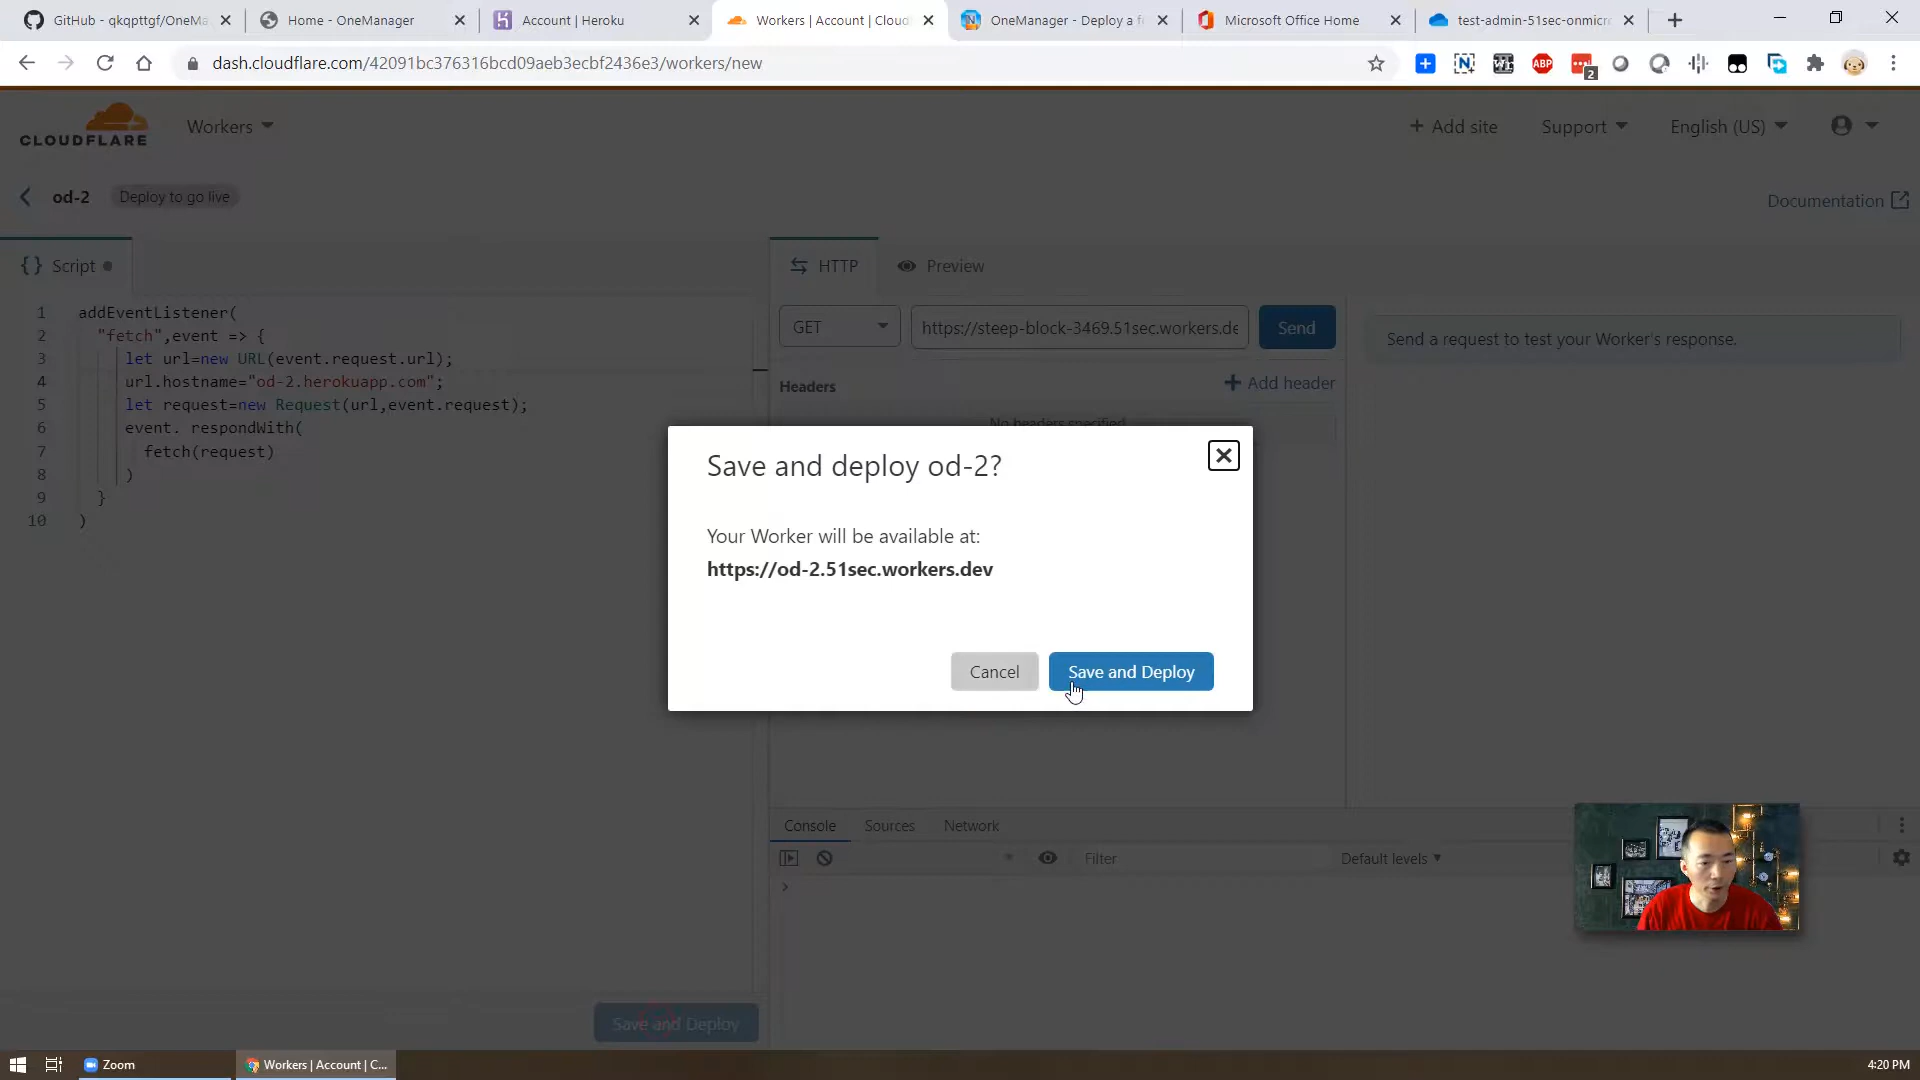 GitHub - qkqpttgf/OneMa
Home - OneManager
Account | Heroku
Workers | Account | Cloud
OneManager - Deploy a f
Microsoft Office Home
test-admin-51sec-onmicr
dash.cloudflare.com/42091bc376316bcd09aeb3ecbf2436e3/workers/new
ABP
2
CLOUDFLARE
Workers
+ Add site
Support
English (US)
od-2
Deploy to go live
Documentation
{} Script
HTTP
Preview
1 addEventListener(
2 "fetch",event => {
3 let url=new URL(event.request.url);
4 url.hostname="od-2.herokuapp.com";
5 let request=new Request(url,event.request);
6 event. respondWith(
7 fetch(request)
8 )
9 }
10 )
GET
https://steep-block-3469.51sec.workers.de
Send
Send a request to test your Worker's response.
Headers
+ Add header
No headers specified
Save and deploy od-2?
Your Worker will be available at:
https://od-2.51sec.workers.dev
Cancel
Save and Deploy
Console
Sources
Network
Filter
Default levels
Save and Deploy
Zoom
Workers | Account | C...
4:20 PM